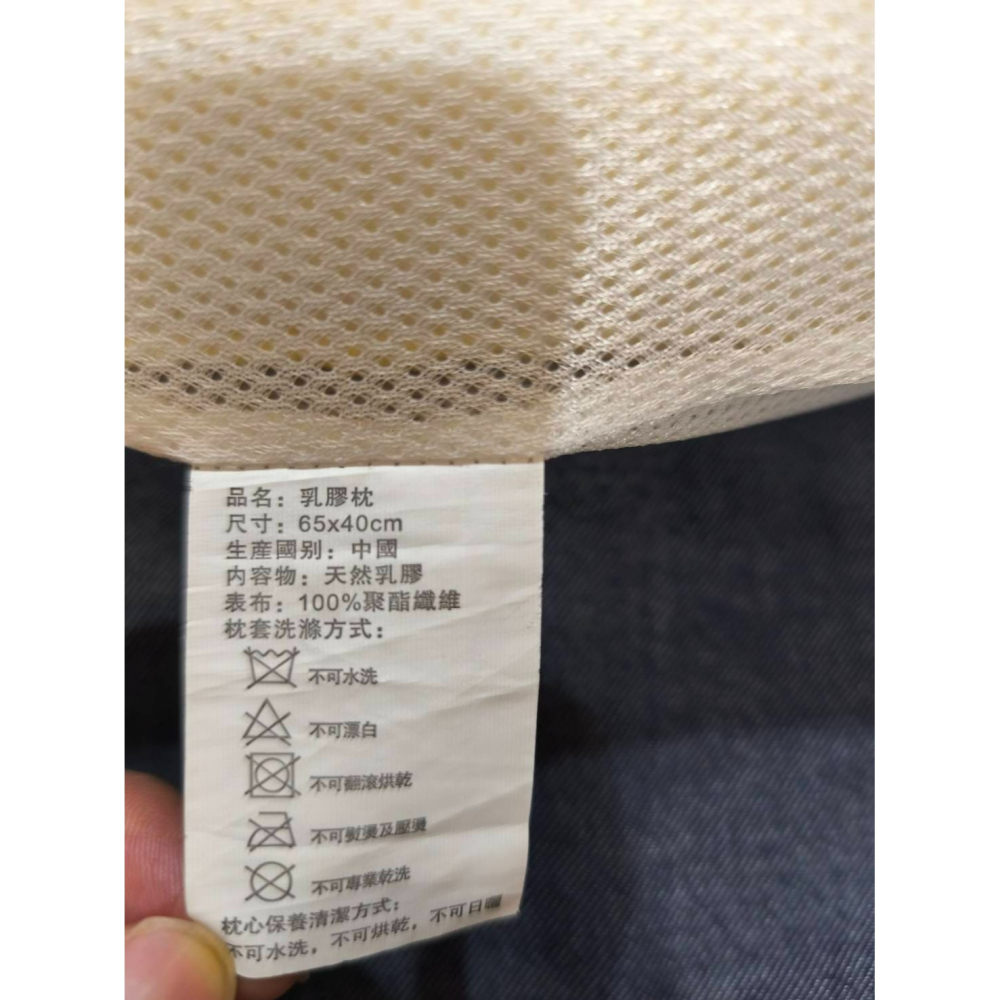 品名：乳膠枕
尺寸：65x40cm
生産國别：中國
内容物：天然乳膠
表布：100%聚酯纖維
枕套洗滌方式：
不可水洗
不可漂白
不可翻滾烘乾
不可熨燙及壓燙
不可專業乾洗
枕心保養清潔方式：
不可水洗，不可烘乾，不可日曬